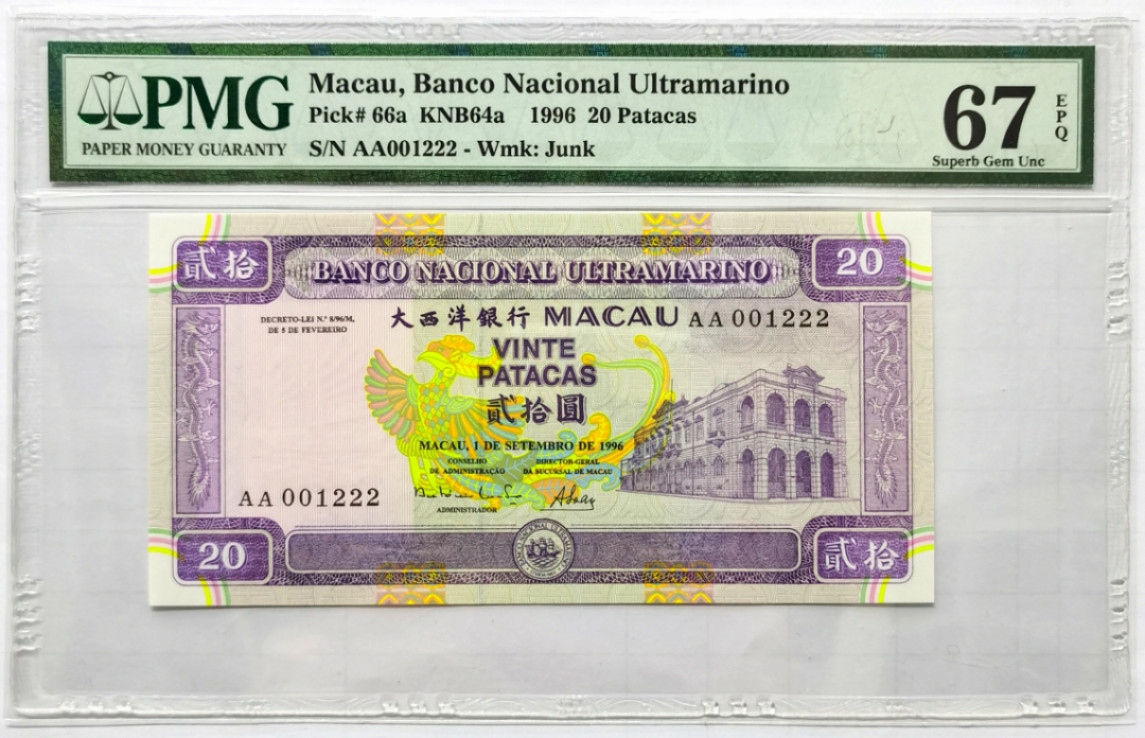 PMG
PAPER MONEY GUARANTY
Macau, Banco Nacional Ultramarino
Pick# 66a KNB64a 1996 20 Patacas
S/N AA001222 - Wmk: Junk
67 EPQ
Superb Gem Unc
貳拾
BANCO NACIONAL ULTRAMARINO
20
DECRETO-LEI N.º 8/96/M,
DE 5 DE FEVEREIRO
大西洋銀行 MACAU AA 001222
VINTE
PATACAS
貳拾圓
MACAU, 1 DE SETEMBRO DE 1996
CONSELHO
DE ADMINISTRAÇÃO
DIRECTOR-GERAL
DA SUCURSAL DE MACAU
AA 001222
ADMINISTRADOR
20
貳拾